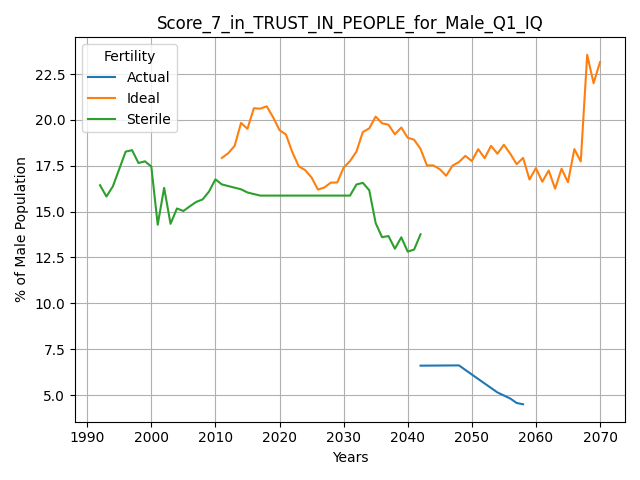 Score_7_in_TRUST_IN_PEOPLE_for_Male_Q1_IQ
Fertility
Actual
Ideal
Sterile
% of Male Population
22.5
20.0
17.5
15.0
12.5
10.0
7.5
5.0
1990 2000 2010 2020 2030 2040 2050 2060 2070
Years